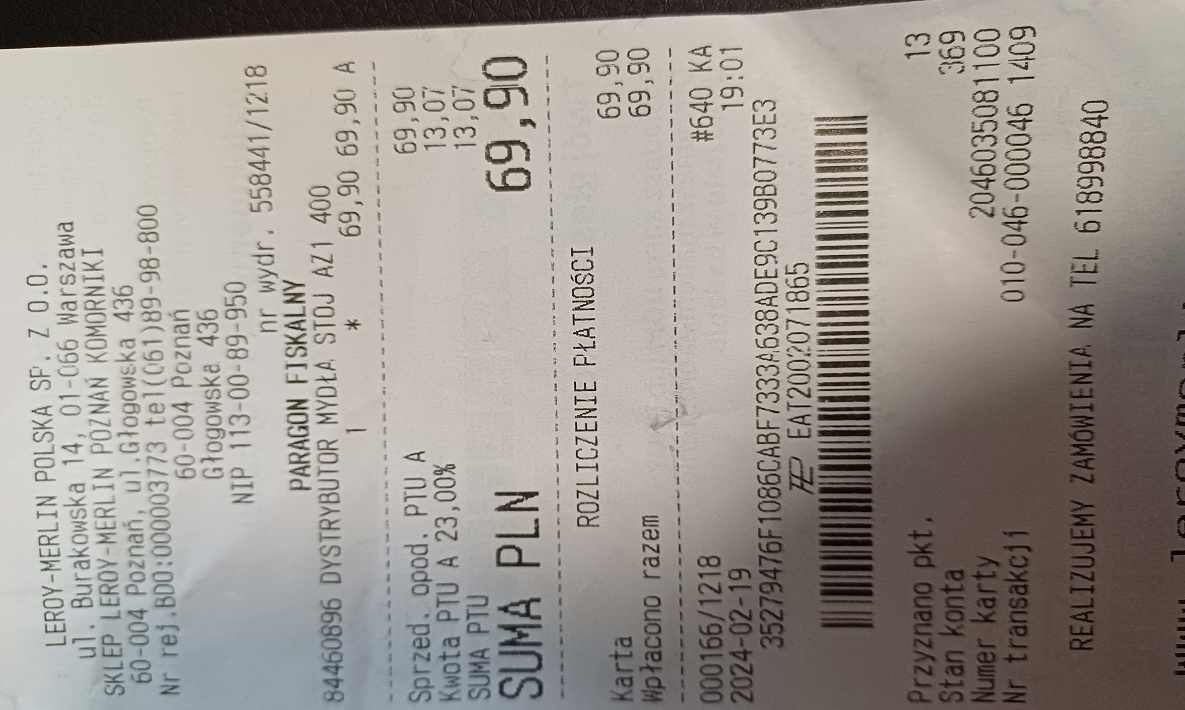 LEROY-MERLIN POLSKA SP. Z O.O.
ul. Burakowska 14, 01-066 Warszawa
SKLEP LEROY-MERLIN POZNAŃ KOMORNIKI
60-004 Poznań, ul.Głogowska 436
Nr rej.BDO:000003773 tel(061)89-98-800
60-004 Poznań
Głogowska 436
NIP 113-00-89-950
nr wydr. 558441/1218
PARAGON FISKALNY
84460896 DYSTRYBUTOR MYDŁA STOJ AZ1 400
1 * 69,90 69,90 A
Sprzed. opod. PTU A 69,90
Kwota PTU A 23,00% 13,07
SUMA PTU 13,07
SUMA PLN 69,90
ROZLICZENIE PŁATNOŚCI
Karta 69,90
Wpłacono razem 69,90
000166/1218 #640 KA
2024-02-19 19:01
35279476F1086CABF7333A638ADE9C139B0773E3
EAT2002071865
Przyznano pkt. 13
Stan konta 369
Numer karty 2046035081100
Nr transakcji 010-046-000046 1409
REALIZUJEMY ZAMÓWIENIA NA TEL 618998840